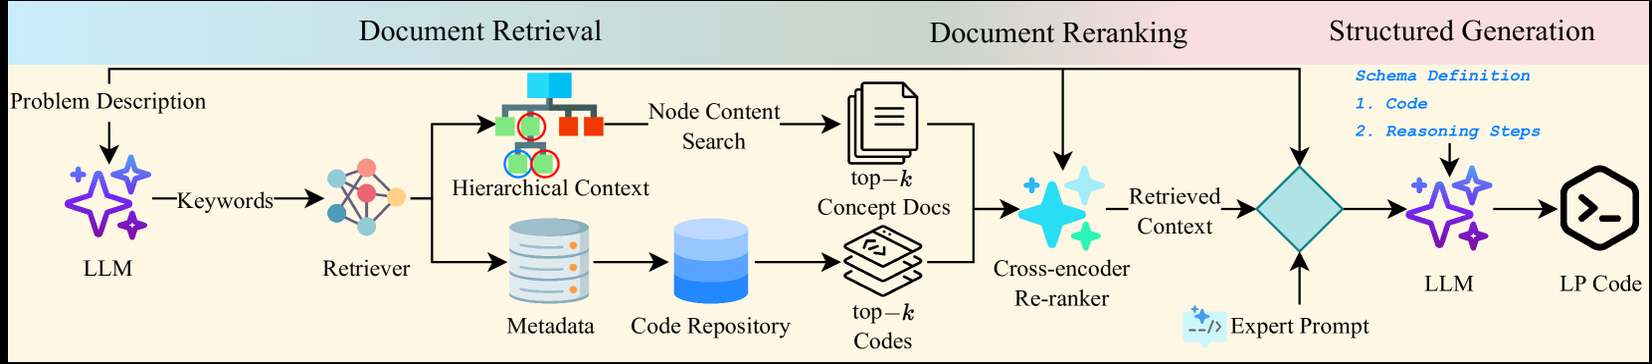 Document Retrieval
Document Reranking
Structured Generation
Problem Description
LLM
Keywords
Retriever
Hierarchical Context
Node Content
Search
top–k
Concept Docs
Metadata
Code Repository
top–k
Codes
Cross-encoder
Re-ranker
Retrieved
Context
--/>
Expert Prompt
Schema Definition
1. Code
2. Reasoning Steps
LLM
LP Code